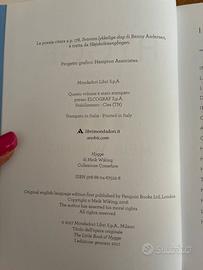 La poesia citata a p. 178, Svantes lykkelige dag di Benny Andersen,
è tratta da Højskolesangbogen.
Progetto grafico: Hampton Associates
Mondadori Libri S.p.A.
Questo volume è stato stampato
presso ELCOGRAF S.p.A.
Stabilimento - Cles (TN)
Stampato in Italia - Printed in Italy
librimondadori.it
anobii.com
Hygge
di Meik Wiking
Collezione Comefare
ISBN 978-88-04-67522-8
Original english language edition first published by Penguin Books Ltd, London
Copyright © Meik Wiking, 2016
The author has asserted his moral rights
All rights reserved
© 2017 Mondadori Libri S.p.A., Milano
Titolo dell'opera originale
The Little Book of Hygge
I edizione gennaio 2017
subito